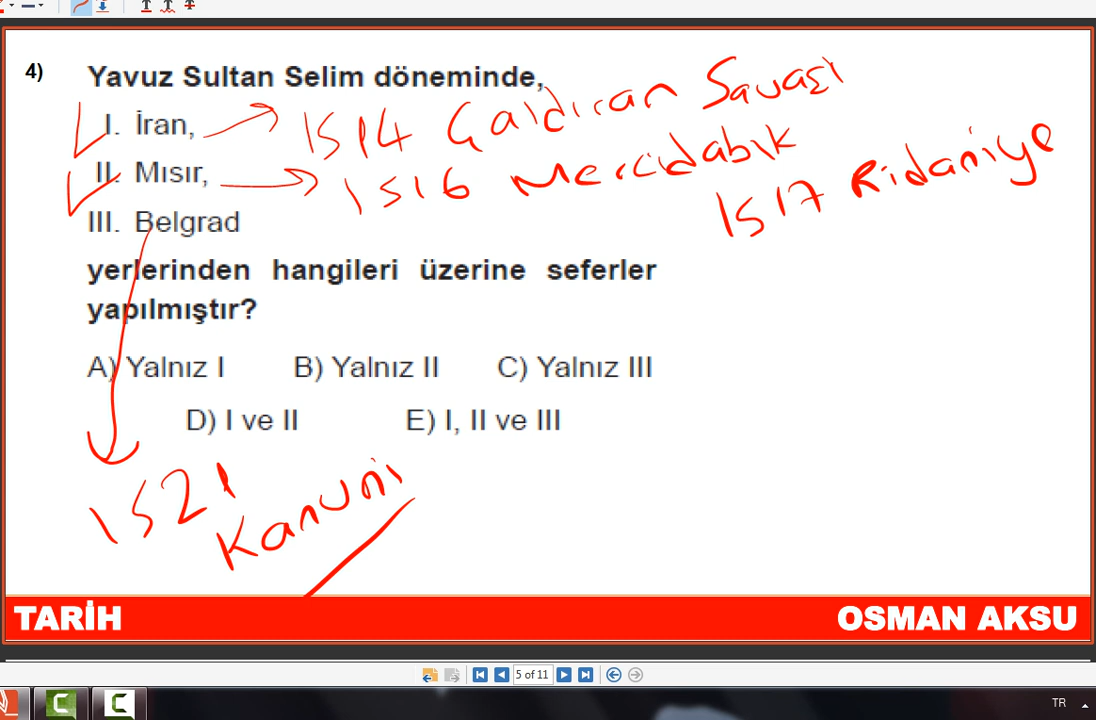 4)
Yavuz Sultan Selim döneminde,
I. İran,
1514 Çaldıran Savaşı
II. Mısır,
1516 Mercidabık
1517 Ridaniye
III. Belgrad
yerlerinden hangileri üzerine seferler
yapılmıştır?
A) Yalnız I B) Yalnız II C) Yalnız III
D) I ve II E) I, II ve III
1521
Kanuni
TARİH
OSMAN AKSU
5 of 11
TR